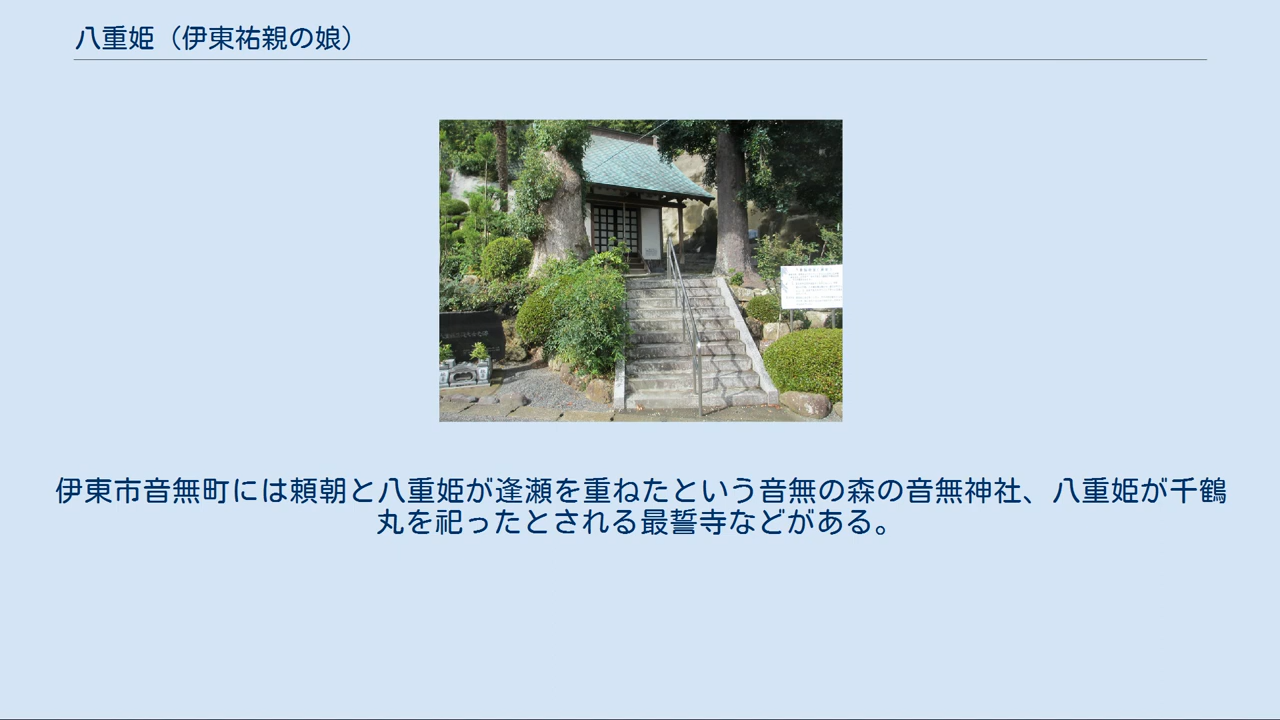 八重姫（伊東祐親の娘）
伊東市音無町には頼朝と八重姫が逢瀬を重ねたという音無の森の音無神社、八重姫が千鶴
丸を祀ったとされる最誓寺などがある。